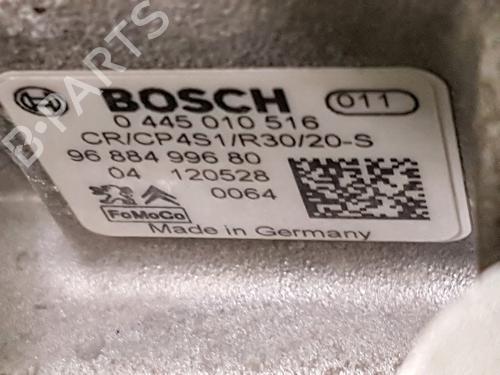 BOSCH 011
0 445 010 516
CR/CP4S1/R30/20-S
96 884 996 80
04 120528
0064
FoMoCo
Made in Germany
B-PARTS